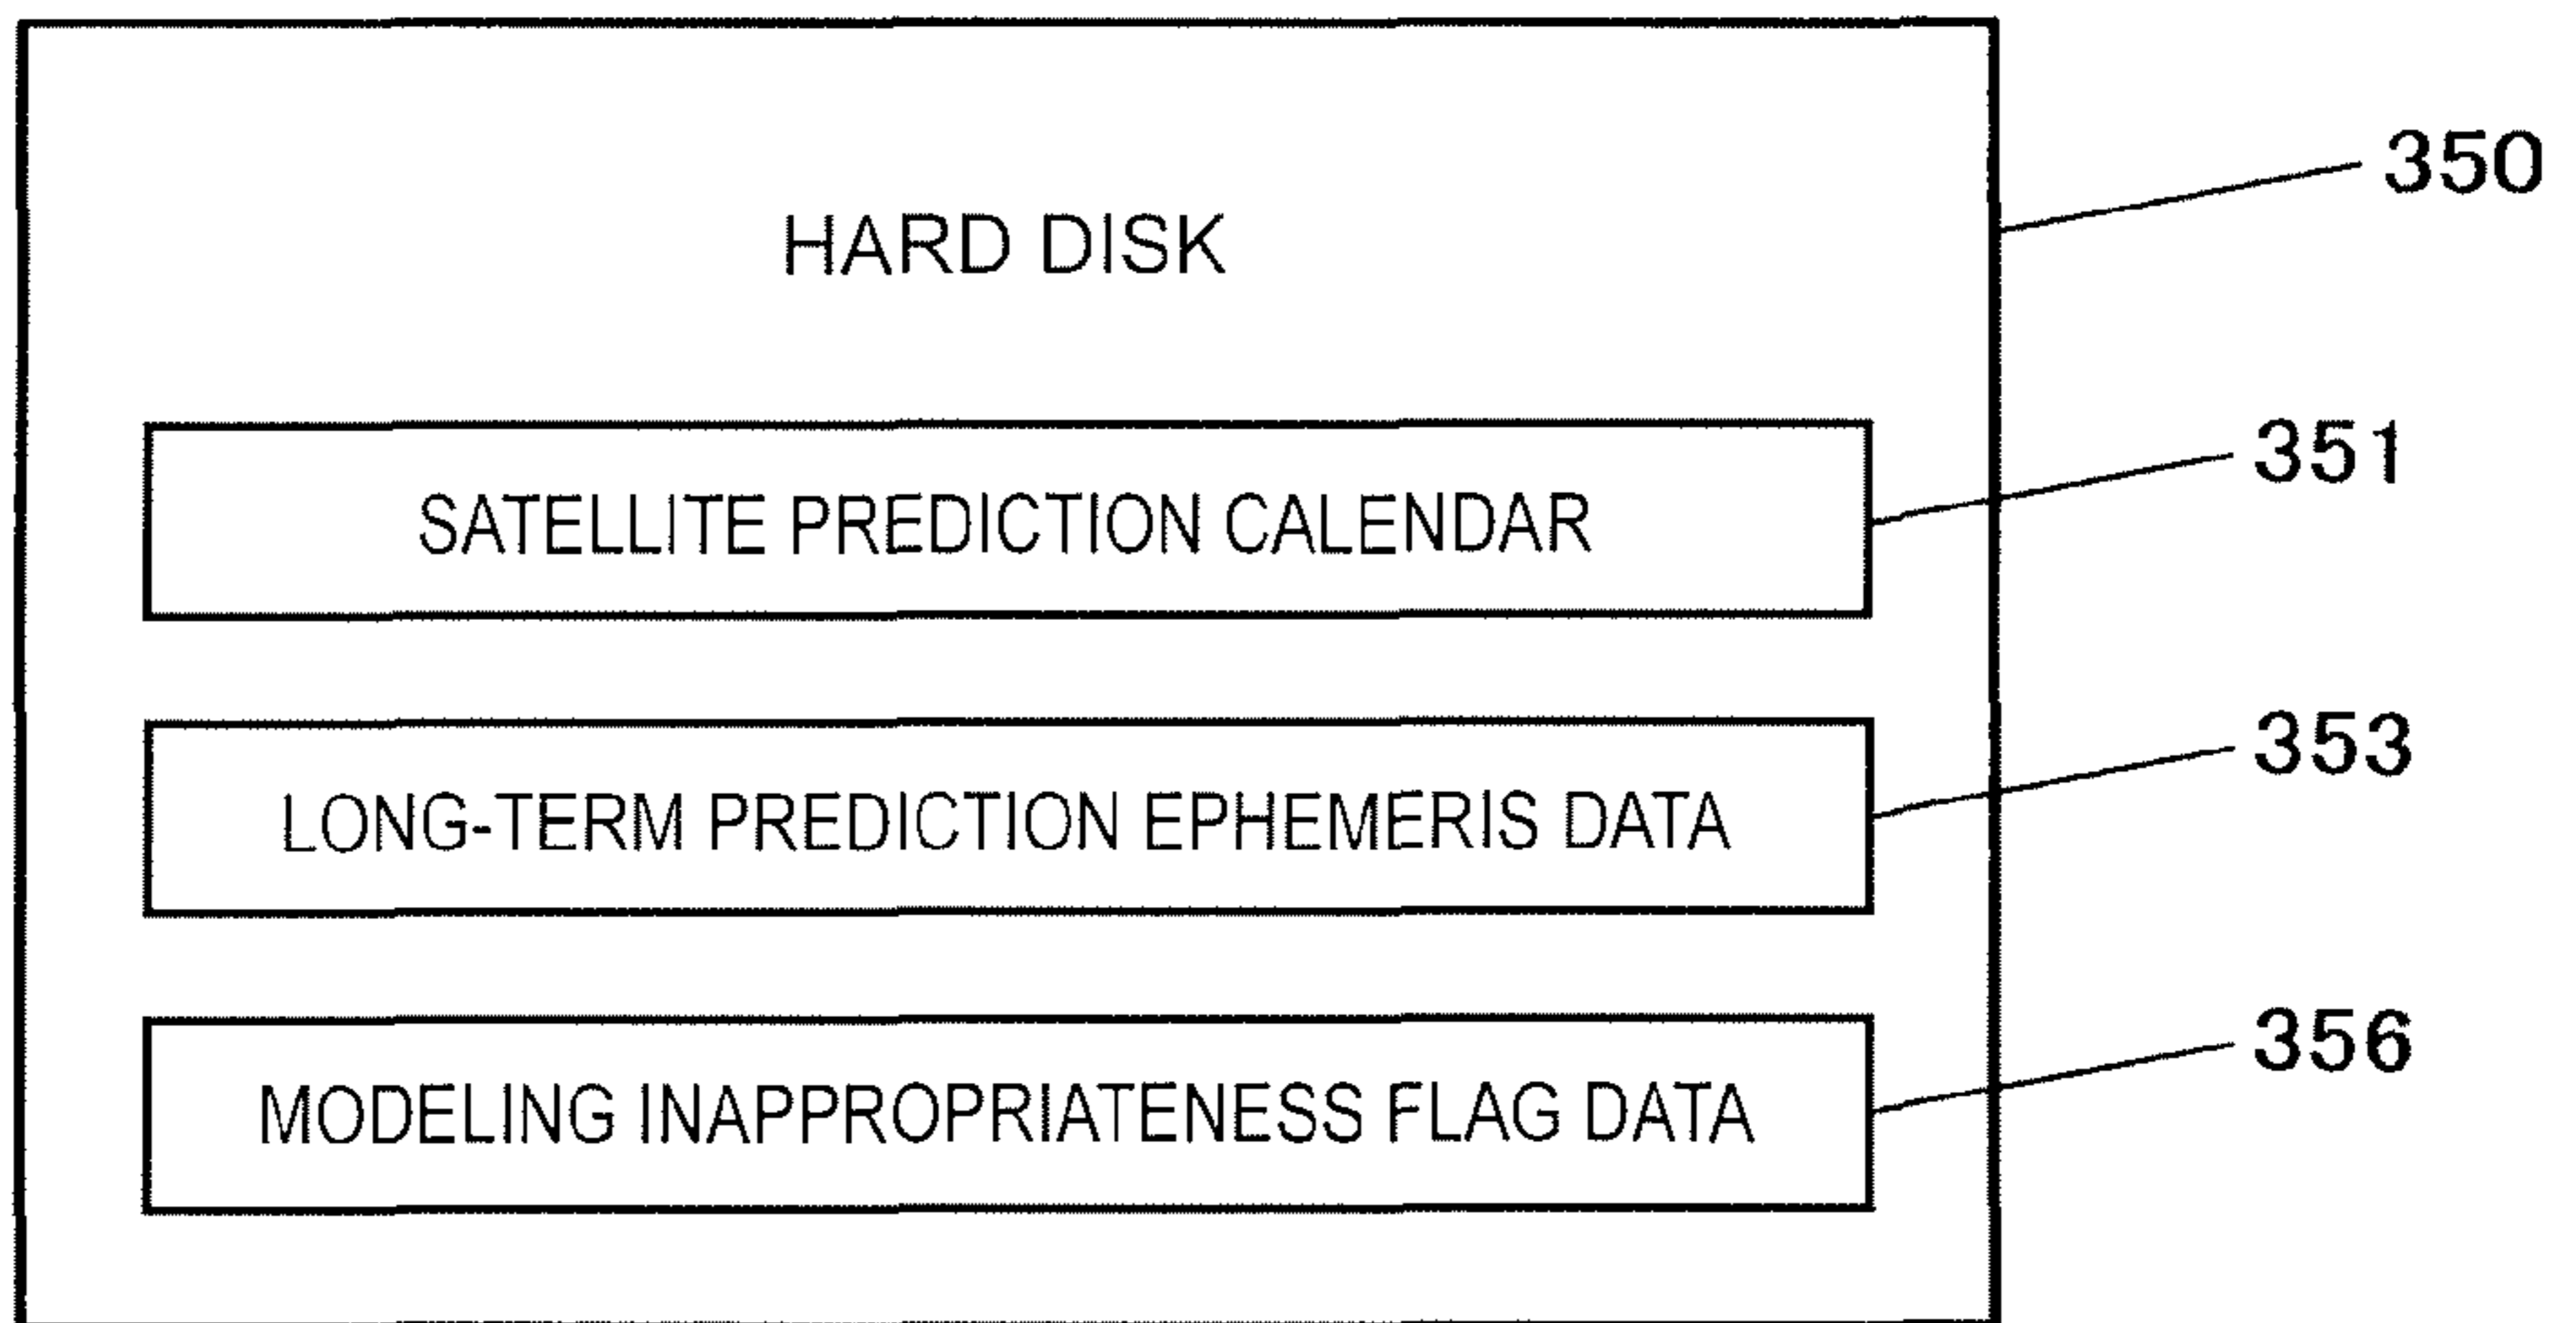 350
HARD DISK
351
SATELLITE PREDICTION CALENDAR
353
LONG-TERM PREDICTION EPHEMERIS DATA
356
MODELING INAPPROPRIATENESS FLAG DATA